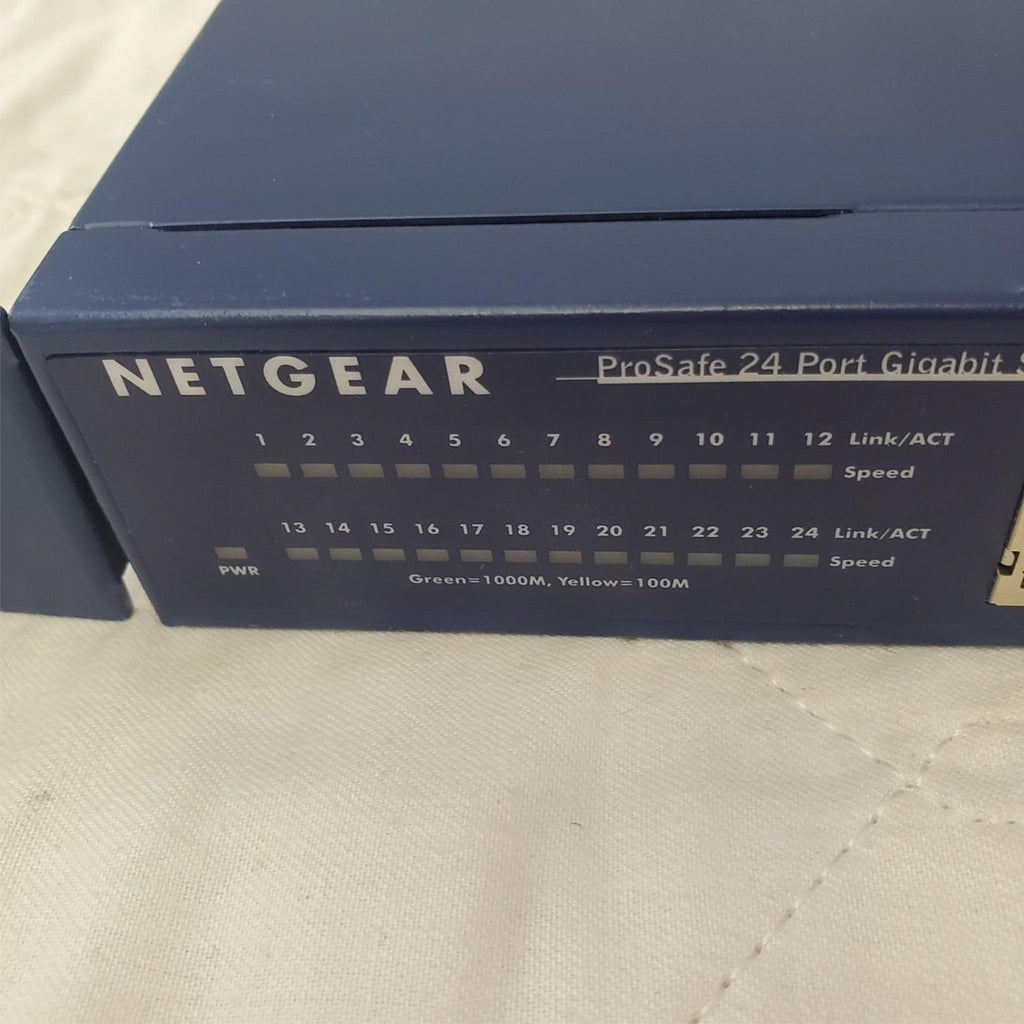 NETGEAR
ProSafe 24 Port Gigabit
1 2 3 4 5 6 7 8 9 10 11 12 Link/ACT
Speed
13 14 15 16 17 18 19 20 21 22 23 24 Link/ACT
Speed
PWR
Green=1000M, Yellow=100M